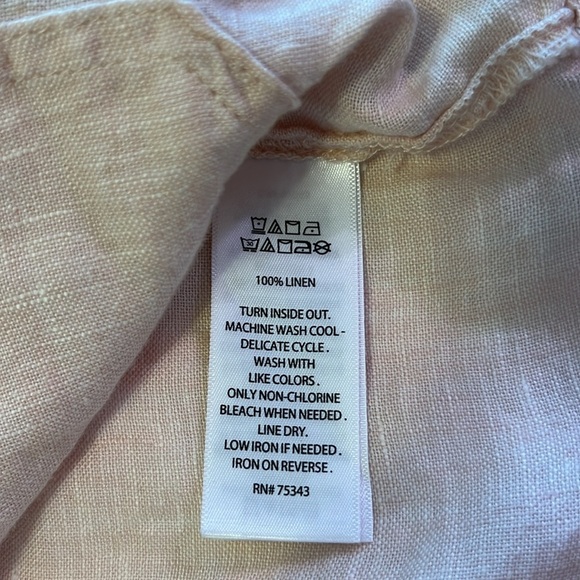 100% LINEN
TURN INSIDE OUT.
MACHINE WASH COOL -
DELICATE CYCLE .
WASH WITH
LIKE COLORS .
ONLY NON-CHLORINE
BLEACH WHEN NEEDED .
LINE DRY.
LOW IRON IF NEEDED .
IRON ON REVERSE .
RN# 75343